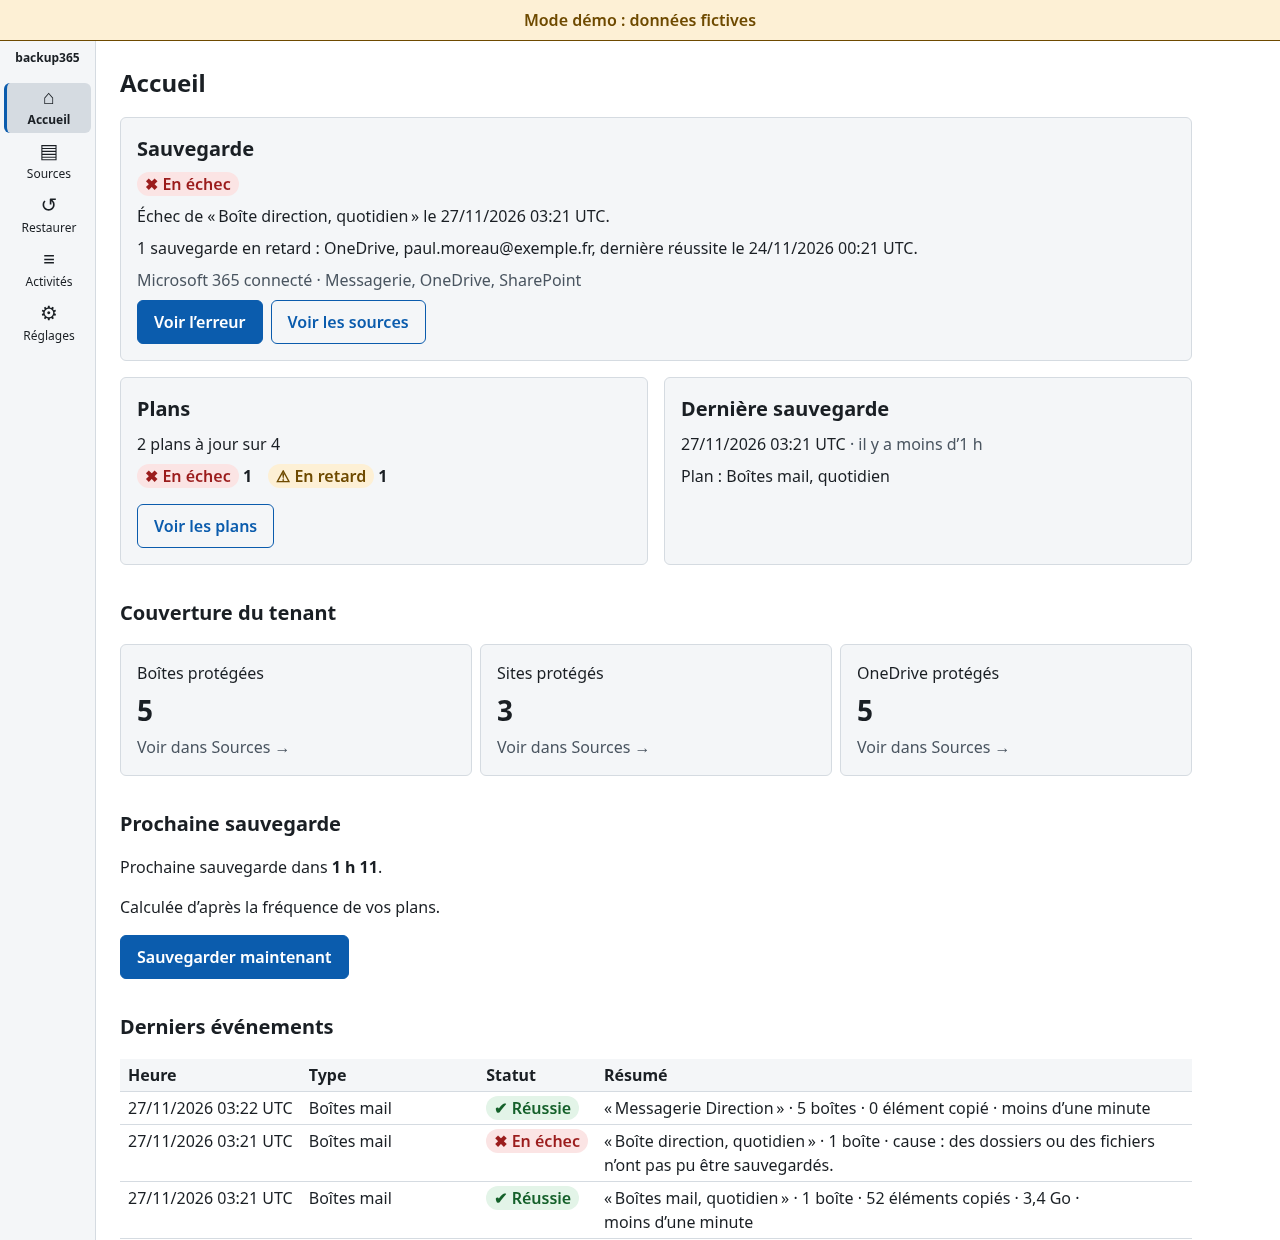 Mode démo : données fictives
backup365
Accueil
Sources
Restaurer
Activités
Réglages
Accueil
Sauvegarde
✖ En échec
Échec de « Boîte direction, quotidien » le 27/11/2026 03:21 UTC.
1 sauvegarde en retard : OneDrive, paul.moreau@exemple.fr, dernière réussite le 24/11/2026 00:21 UTC.
Microsoft 365 connecté · Messagerie, OneDrive, SharePoint
Voir l’erreur
Voir les sources
Plans
2 plans à jour sur 4
✖ En échec 1 ⚠ En retard 1
Voir les plans
Dernière sauvegarde
27/11/2026 03:21 UTC · il y a moins d’1 h
Plan : Boîtes mail, quotidien
Couverture du tenant
Boîtes protégées
5
Voir dans Sources →
Sites protégés
3
Voir dans Sources →
OneDrive protégés
5
Voir dans Sources →
Prochaine sauvegarde
Prochaine sauvegarde dans 1 h 11.
Calculée d’après la fréquence de vos plans.
Sauvegarder maintenant
Derniers événements
Heure Type Statut Résumé
27/11/2026 03:22 UTC Boîtes mail ✔ Réussie « Messagerie Direction » · 5 boîtes · 0 élément copié · moins d’une minute
27/11/2026 03:21 UTC Boîtes mail ✖ En échec « Boîte direction, quotidien » · 1 boîte · cause : des dossiers ou des fichiers
n’ont pas pu être sauvegardés.
27/11/2026 03:21 UTC Boîtes mail ✔ Réussie « Boîtes mail, quotidien » · 1 boîte · 52 éléments copiés · 3,4 Go ·
moins d’une minute